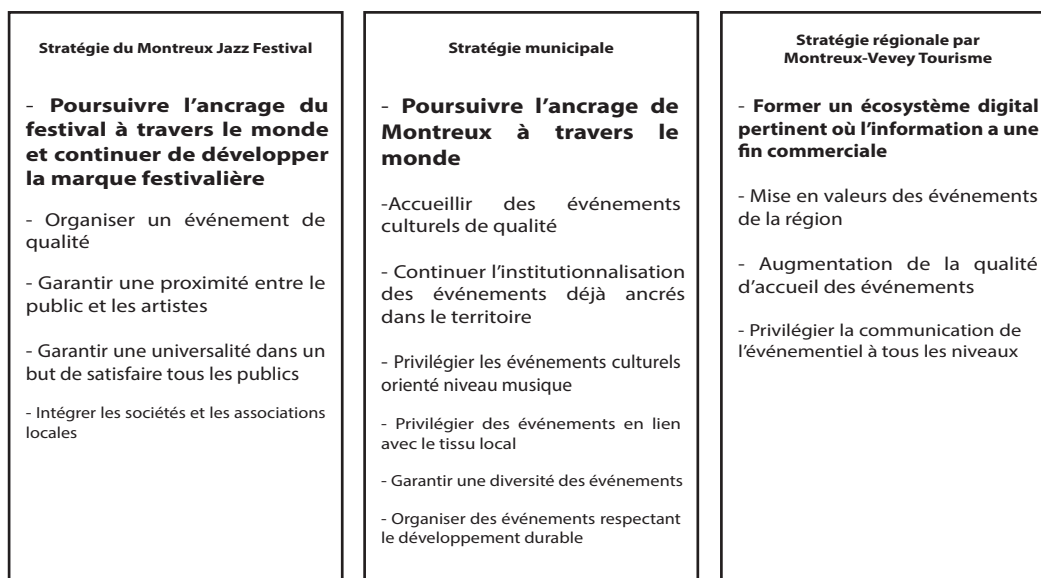 Stratégie du Montreux Jazz Festival
- Poursuivre l'ancrage du
festival à travers le monde
et continuer de développer
la marque festivalière
- Organiser un événement de
qualité
- Garantir une proximité entre le
public et les artistes
- Garantir une universalité dans un
but de satisfaire tous les publics
- Intégrer les sociétés et les associations
locales
Stratégie municipale
- Poursuivre l'ancrage de
Montreux à travers le
monde
-Accueillir des événements
culturels de qualité
- Continuer l'institutionnalisation
des événements déjà ancrés
dans le territoire
- Privilégier les événements culturels
orienté niveau musique
- Privilégier des événements en lien
avec le tissu local
- Garantir une diversité des événements
- Organiser des événements respectant
le développement durable
Stratégie régionale par
Montreux-Vevey Tourisme
- Former un écosystème digital
pertinent où l'information a une
fin commerciale
- Mise en valeurs des événements
de la région
- Augmentation de la qualité
d'accueil des événements
- Privilégier la communication de
l'événementiel à tous les niveaux